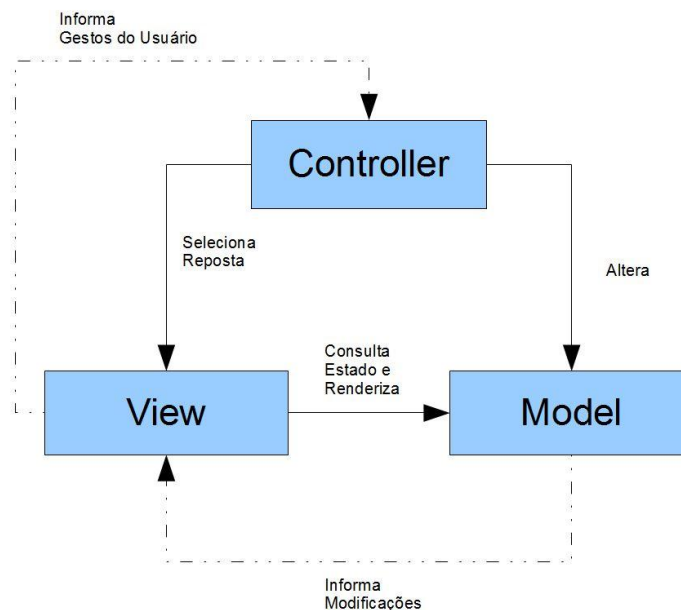 Informa
Gestos do Usuário
Controller
Seleciona
Reposta
Altera
Consulta
Estado e
Renderiza
View
Model
Informa
Modificações